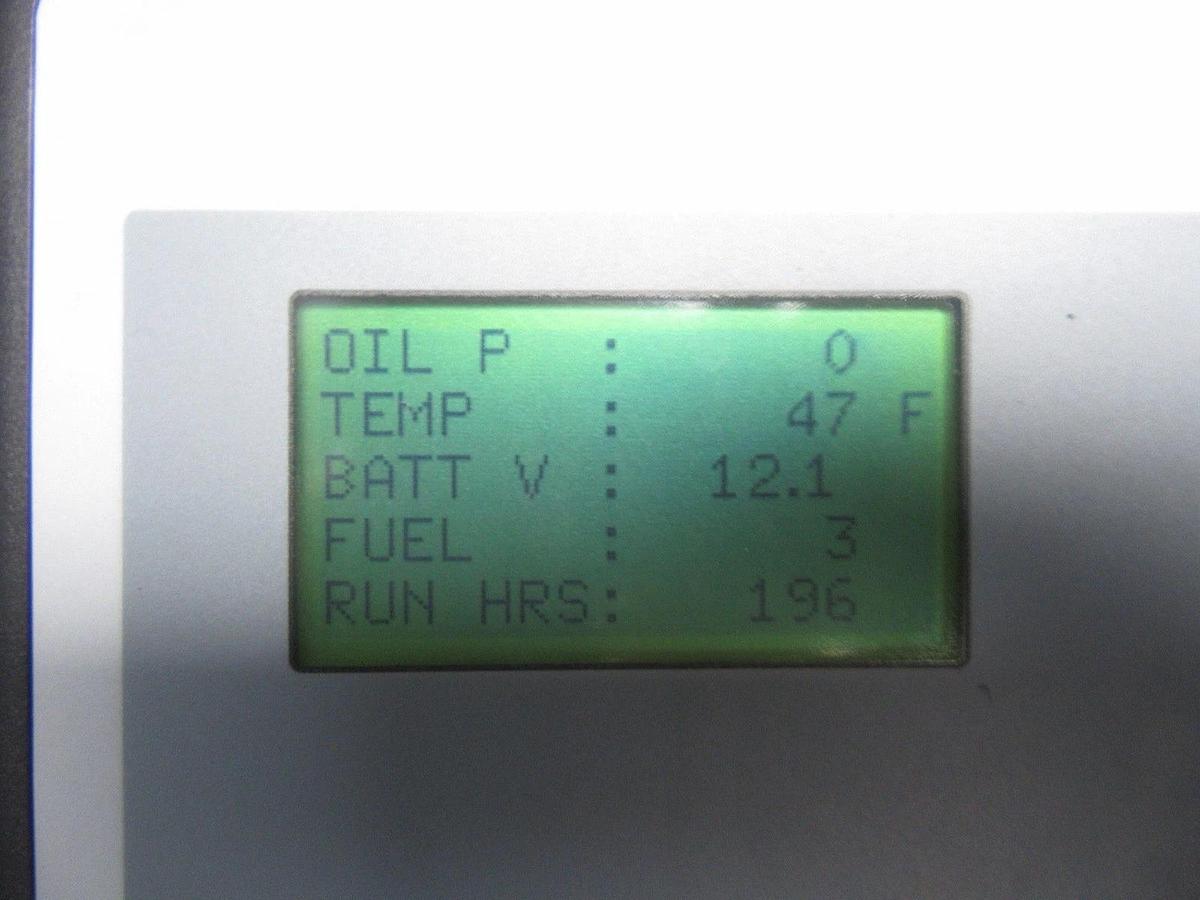 OIL P : 0
TEMP : 47 F
BATT V : 12.1
FUEL : 3
RUN HRS: 196